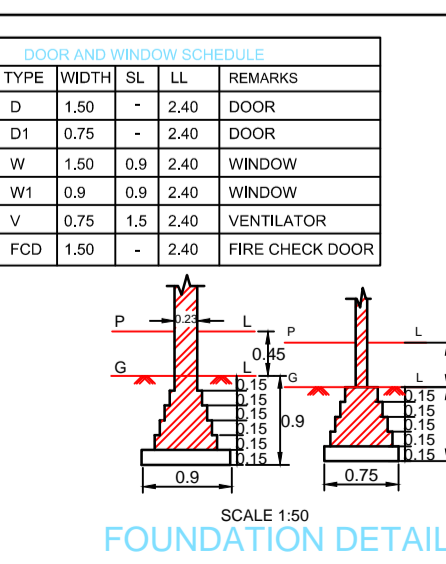 DOOR AND WINDOW SCHEDULE
TYPE WIDTH SL LL REMARKS
D 1.50 - 2.40 DOOR
D1 0.75 - 2.40 DOOR
W 1.50 0.9 2.40 WINDOW
W1 0.9 0.9 2.40 WINDOW
V 0.75 1.5 2.40 VENTILATOR
FCD 1.50 - 2.40 FIRE CHECK DOOR
P 0.23 L
0.45
G L
0.15
0.15
0.15
0.15
0.15
0.15
0.9
0.9
P L
G L
0.15
0.15
0.15
0.15
0.15
0.75
SCALE 1:50
FOUNDATION DETAIL